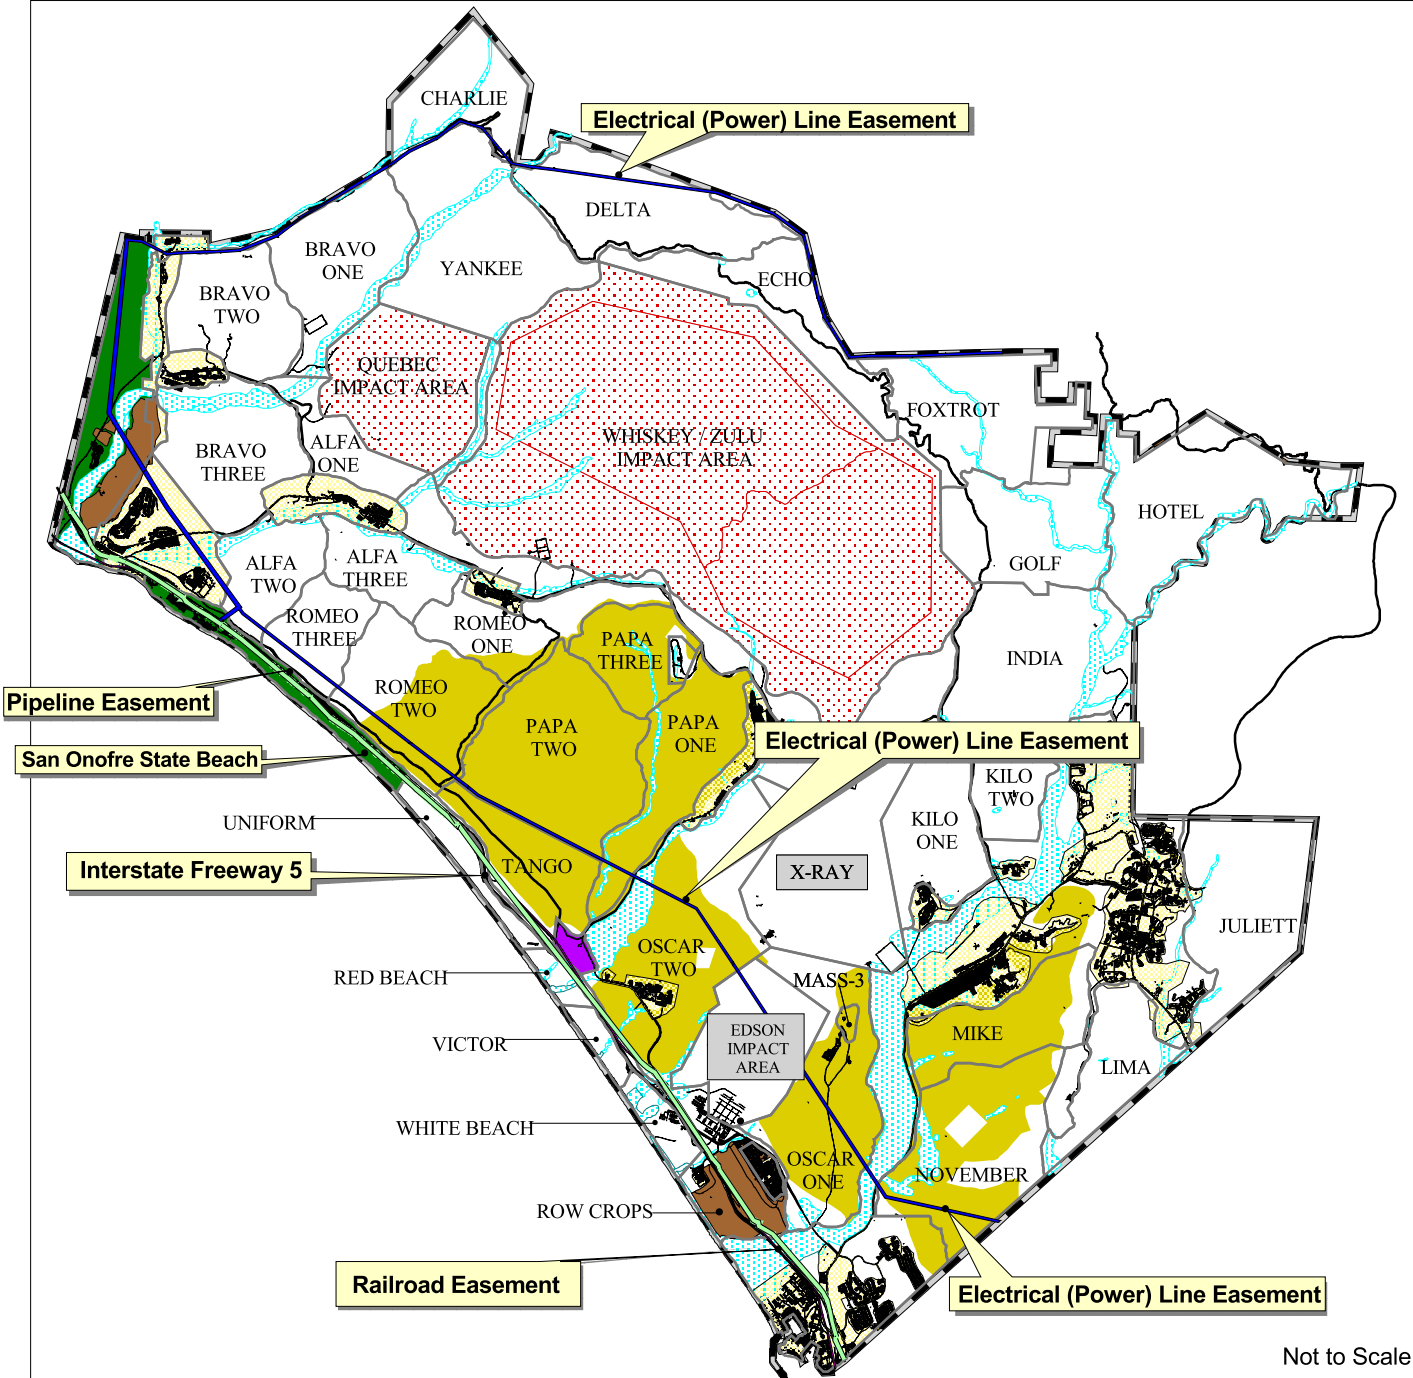 CHARLIE
Electrical (Power) Line Easement
DELTA
BRAVO
ONE
YANKEE
ECHO
BRAVO
TWO
QUEBEC
IMPACT AREA
FOXTROT
WHISKEY / ZULU
IMPACT AREA
BRAVO
THREE
ALFA
ONE
HOTEL
ALFA
TWO
ALFA
THREE
GOLF
ROMEO
THREE
ROMEO
ONE
PAPA
THREE
INDIA
ROMEO
TWO
Pipeline Easement
PAPA
TWO
PAPA
ONE
Electrical (Power) Line Easement
San Onofre State Beach
KILO
TWO
UNIFORM
KILO
ONE
Interstate Freeway 5
TANGO
X-RAY
JULIETT
OSCAR
TWO
RED BEACH
MASS-3
VICTOR
EDSON
IMPACT
AREA
MIKE
LIMA
WHITE BEACH
OSCAR
ONE
NOVEMBER
ROW CROPS
Railroad Easement
Electrical (Power) Line Easement
Not to Scale